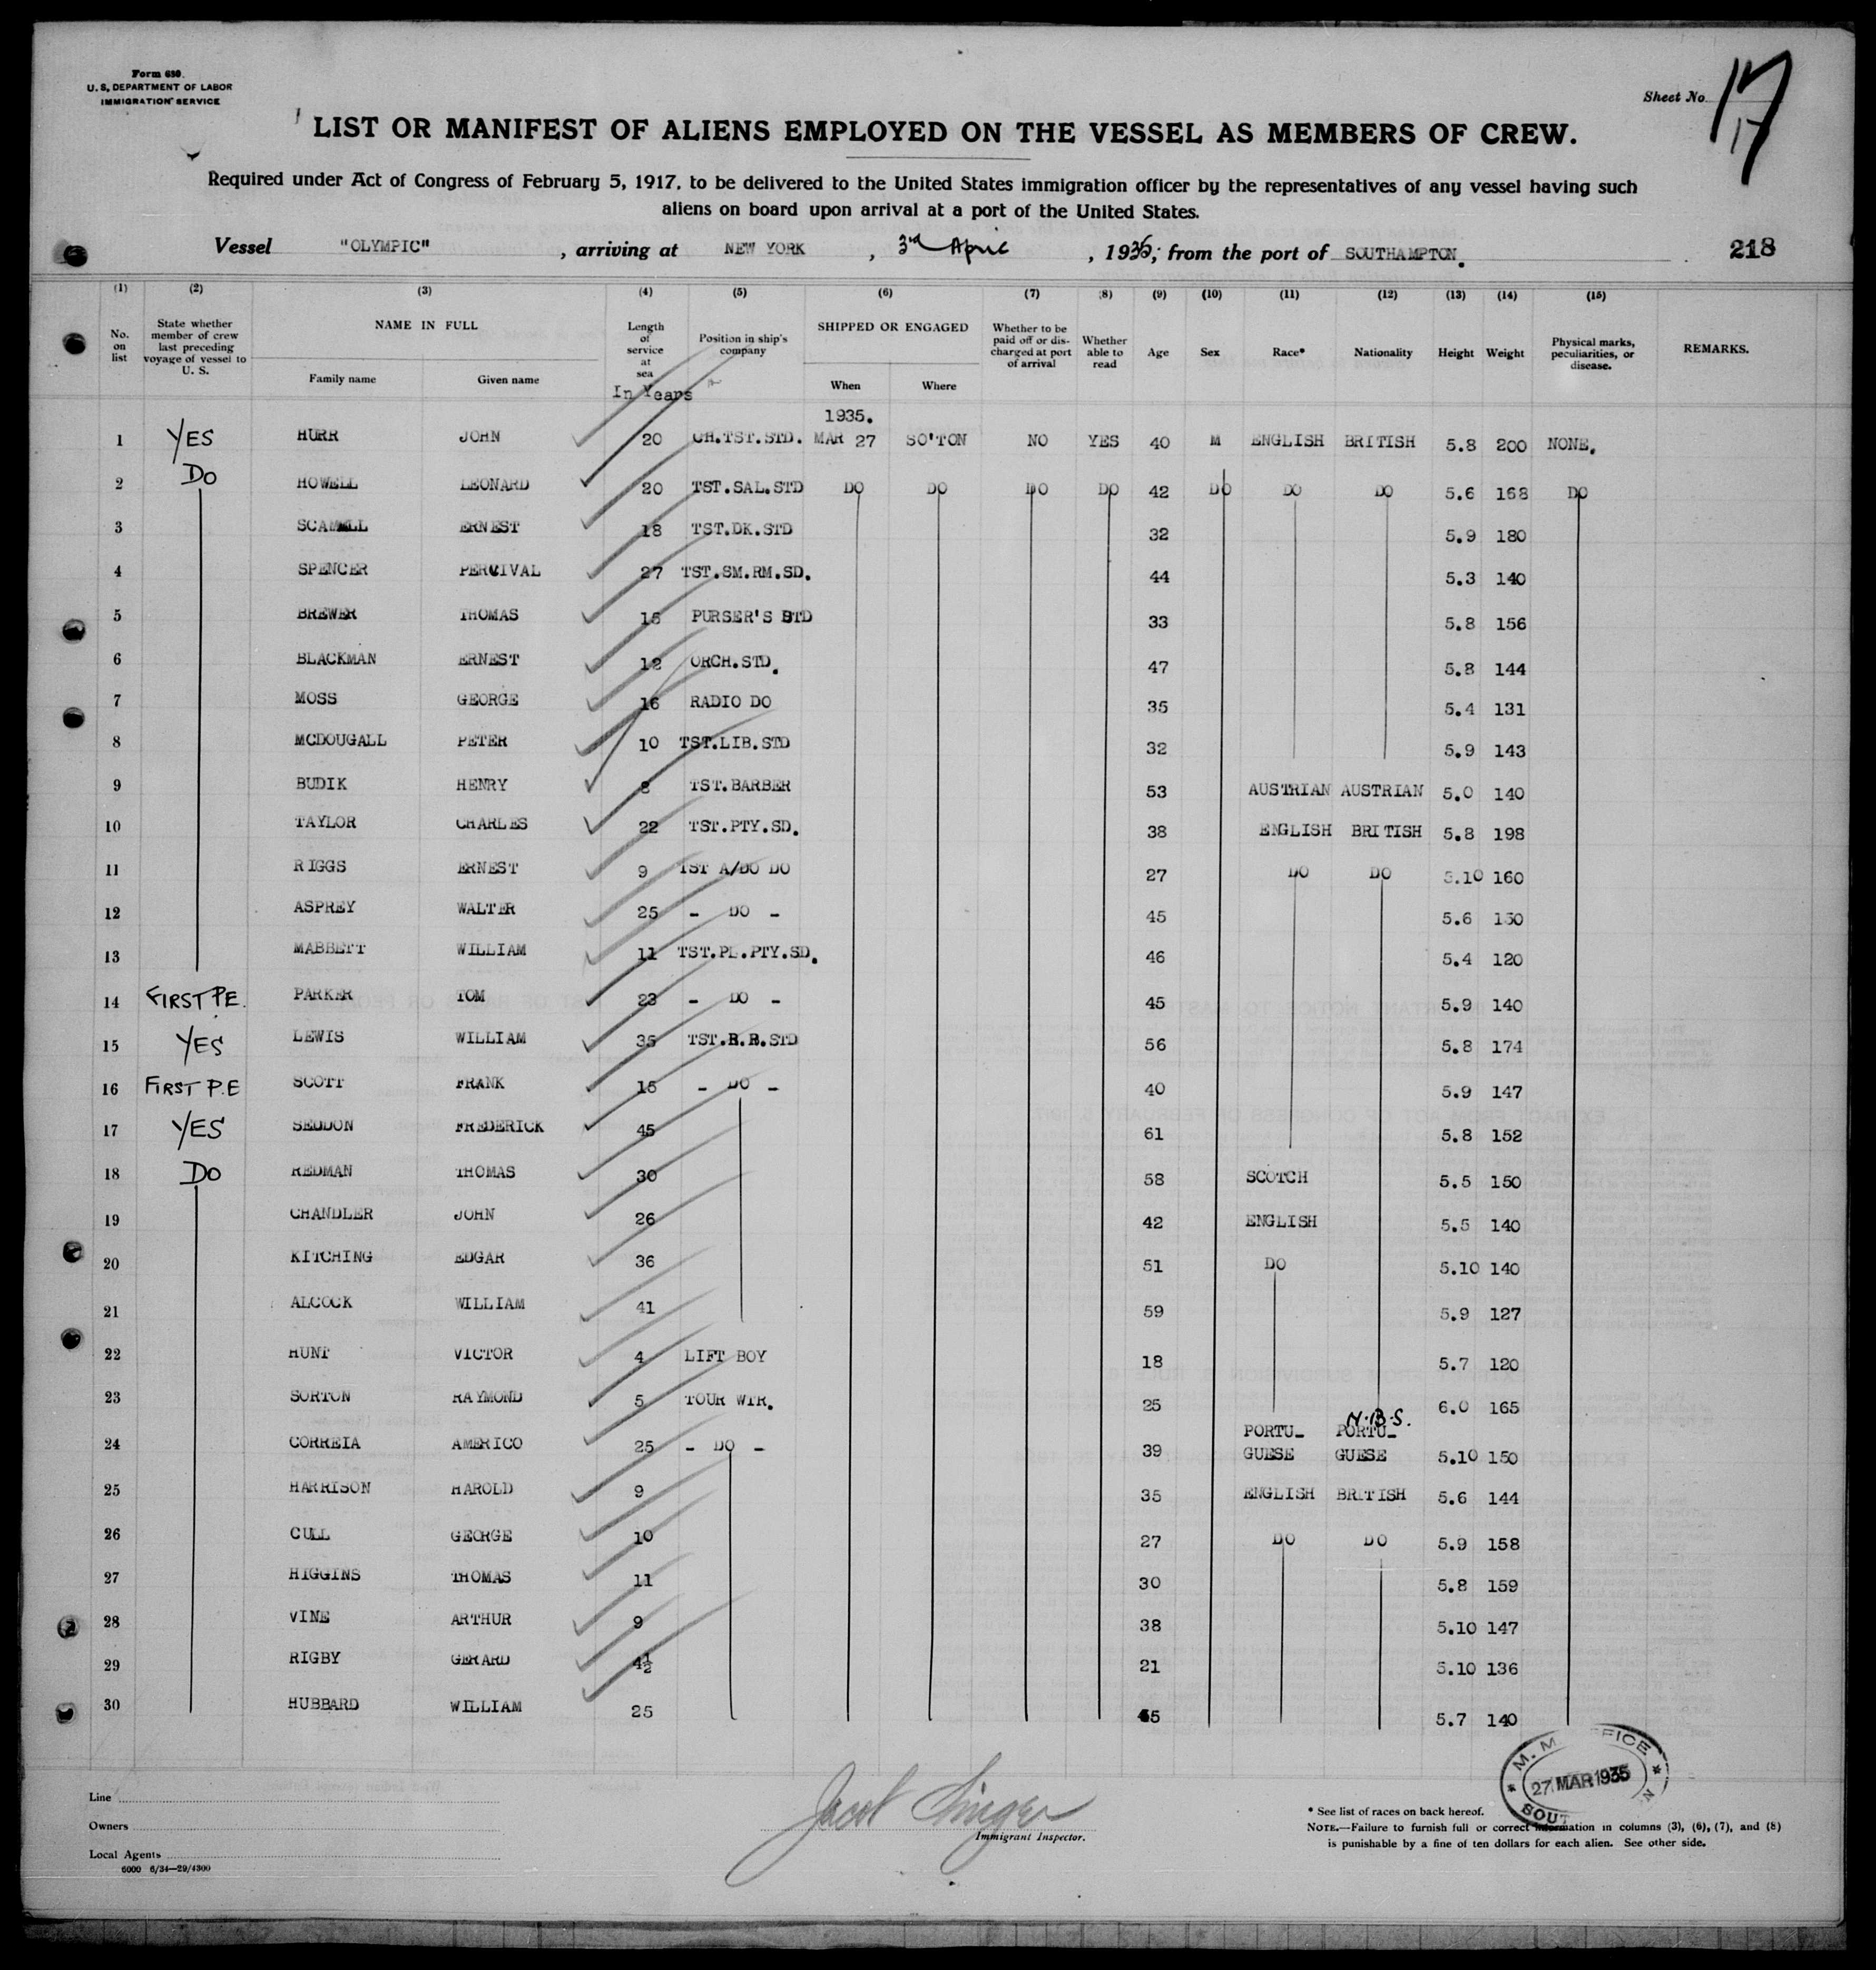 Form 680.
U. S. DEPARTMENT OF LABOR
IMMIGRATION SERVICE
Sheet No. 17
17
LIST OR MANIFEST OF ALIENS EMPLOYED ON THE VESSEL AS MEMBERS OF CREW.
Required under Act of Congress of February 5, 1917, to be delivered to the United States immigration officer by the representatives of any vessel having such
aliens on board upon arrival at a port of the United States.
Vessel "OLYMPIC" , arriving at NEW YORK , 3rd April , 1935, from the port of SOUTHAMPTON. 218
(1) (2) (3) (4) (5) (6) (7) (8) (9) (10) (11) (12) (13) (14) (15)
No. on list State whether member of crew last preceding voyage of vessel to U. S. NAME IN FULL Family name Given name Length of service at sea In Years Position in ship's company SHIPPED OR ENGAGED When Where Whether to be paid off or discharged at port of arrival Whether able to read Age Sex Race* Nationality Height Weight Physical marks, peculiarities, or disease. REMARKS.
1935.
1 YES HURR JOHN 20 CH.TST.STD. MAR 27 SO'TON NO YES 40 M ENGLISH BRITISH 5.8 200 NONE.
2 DO HOWELL LEONARD 20 TST.SAL.STD DO DO DO DO 42 DO DO DO 5.6 168 DO
3 SCAMELL ERNEST 18 TST.DK.STD 32 5.9 180
4 SPENCER PERCIVAL 27 TST.SM.RM.SD. 44 5.3 140
5 BREWER THOMAS 16 PURSER'S STD 33 5.8 156
6 BLACKMAN ERNEST 12 ORCH.STD. 47 5.8 144
7 MOSS GEORGE 16 RADIO DO 35 5.4 131
8 MCDOUGALL PETER 10 TST.LIB.STD 32 5.9 143
9 BUDIK HENRY 8 TST.BARBER 53 AUSTRIAN AUSTRIAN 5.0 140
10 TAYLOR CHARLES 22 TST.PTY.SD. 38 ENGLISH BRITISH 5.8 198
11 RIGGS ERNEST 9 TST A/DO DO 27 DO DO 5.10 160
12 ASPREY WALTER 25 - DO - 45 5.6 150
13 MABBETT WILLIAM 11 TST.PL.PTY.SD. 46 5.4 120
14 FIRST P.E. PARKER TOM 23 - DO - 45 5.9 140
15 YES LEWIS WILLIAM 35 TST.B.R.STD 56 5.8 174
16 FIRST P.E SCOTT FRANK 15 - DO - 40 5.9 147
17 YES SEDDON FREDERICK 45 61 5.8 152
18 DO REDMAN THOMAS 30 58 SCOTCH 5.5 150
19 CHANDLER JOHN 26 42 ENGLISH 5.5 140
20 KITCHING EDGAR 36 51 DO 5.10 140
21 ALCOCK WILLIAM 41 59 5.9 127
22 HUNT VICTOR 4 LIFT BOY 18 5.7 120
23 SORTON RAYMOND 5 TOUR WTR. 25 6.0 165
N.B.S.
24 CORREIA AMERICO 25 - DO - 39 PORTU-GUESE PORTU-GUESE 5.10 150
25 HARRISON HAROLD 9 35 ENGLISH BRITISH 5.6 144
26 CULL GEORGE 10 27 DO DO 5.9 158
27 HIGGINS THOMAS 11 30 5.8 159
28 VINE ARTHUR 9 38 5.10 147
29 RIGBY GERARD 4½ 21 5.10 136
30 HUBBARD WILLIAM 25 45 5.7 140
M. M. OFFICE
27 MAR 1935
SOUT
Line
Owners
Local Agents
6000 6/34—29/4300
Jacob Singer
Immigrant Inspector.
* See list of races on back hereof.
NOTE.—Failure to furnish full or correct information in columns (3), (6), (7), and (8)
is punishable by a fine of ten dollars for each alien. See other side.